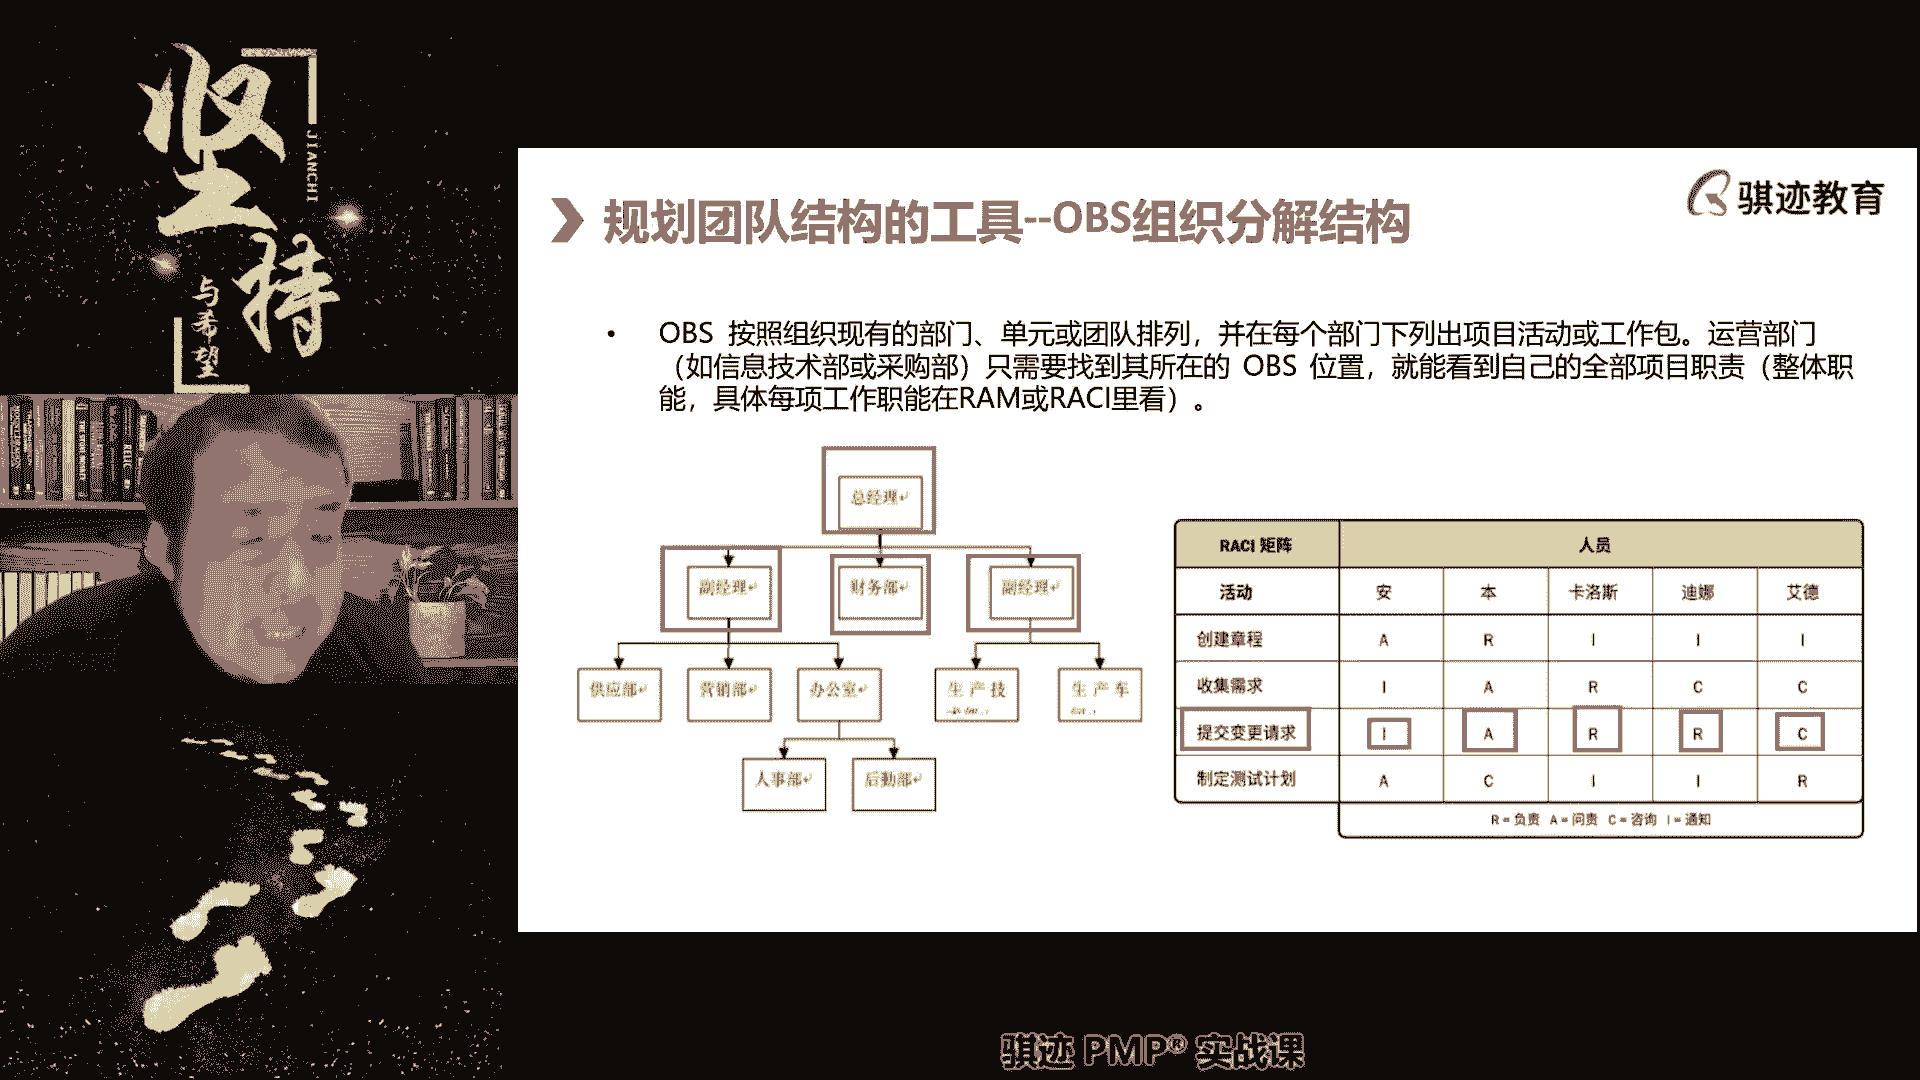 坚持
JIANCHI
与希望
骐迹教育
规划团队结构的工具--OBS组织分解结构
• OBS 按照组织现有的部门、单元或团队排列，并在每个部门下列出项目活动或工作包。运营部门
（如信息技术部或采购部）只需要找到其所在的 OBS 位置，就能看到自己的全部项目职责（整体职
能，具体每项工作职能在RAM或RACI里看）。
总经理
副经理 财务部 副经理
供应部 营销部 办公室 生产技 生产车
人事部 后勤部
RACI 矩阵 人员
活动 安 本 卡洛斯 迪娜 艾德
创建章程 A R I I I
收集需求 I A R C C
提交变更请求 I A R R C
制定测试计划 A C I I R
R = 负责 A = 问责 C = 咨询 I = 通知
骐迹 PMP® 实战课